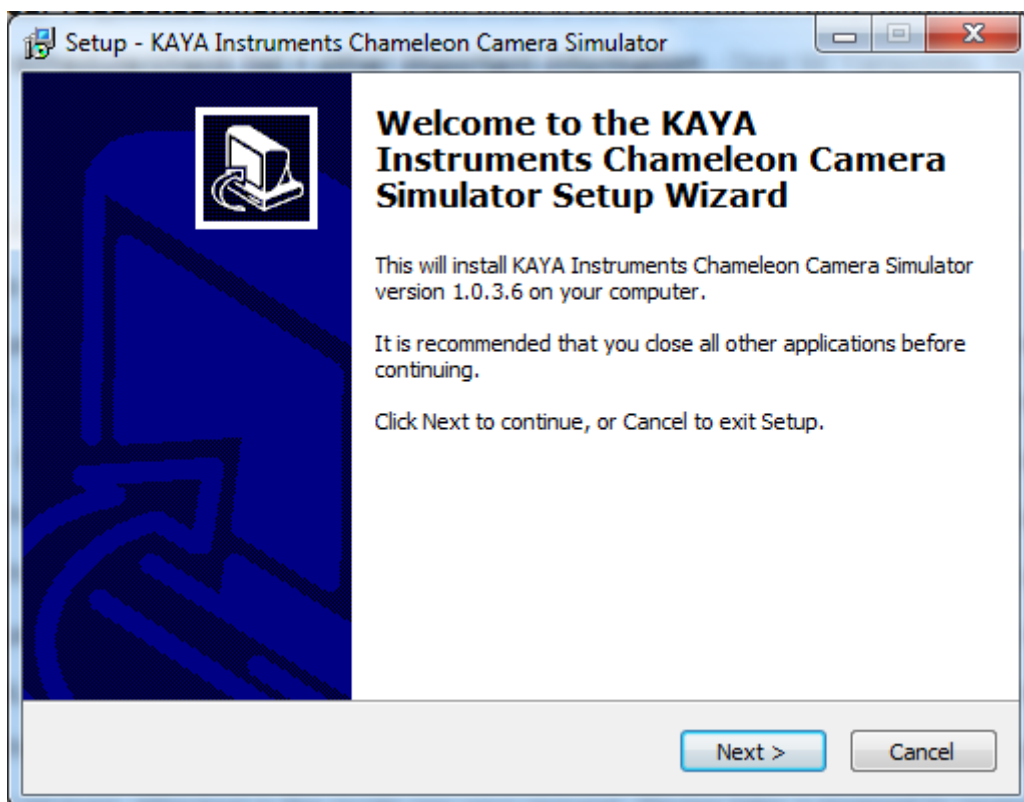 Setup - KAYA Instruments Chameleon Camera Simulator
Welcome to the KAYA
Instruments Chameleon Camera
Simulator Setup Wizard
This will install KAYA Instruments Chameleon Camera Simulator
version 1.0.3.6 on your computer.
It is recommended that you close all other applications before
continuing.
Click Next to continue, or Cancel to exit Setup.
Next >
Cancel